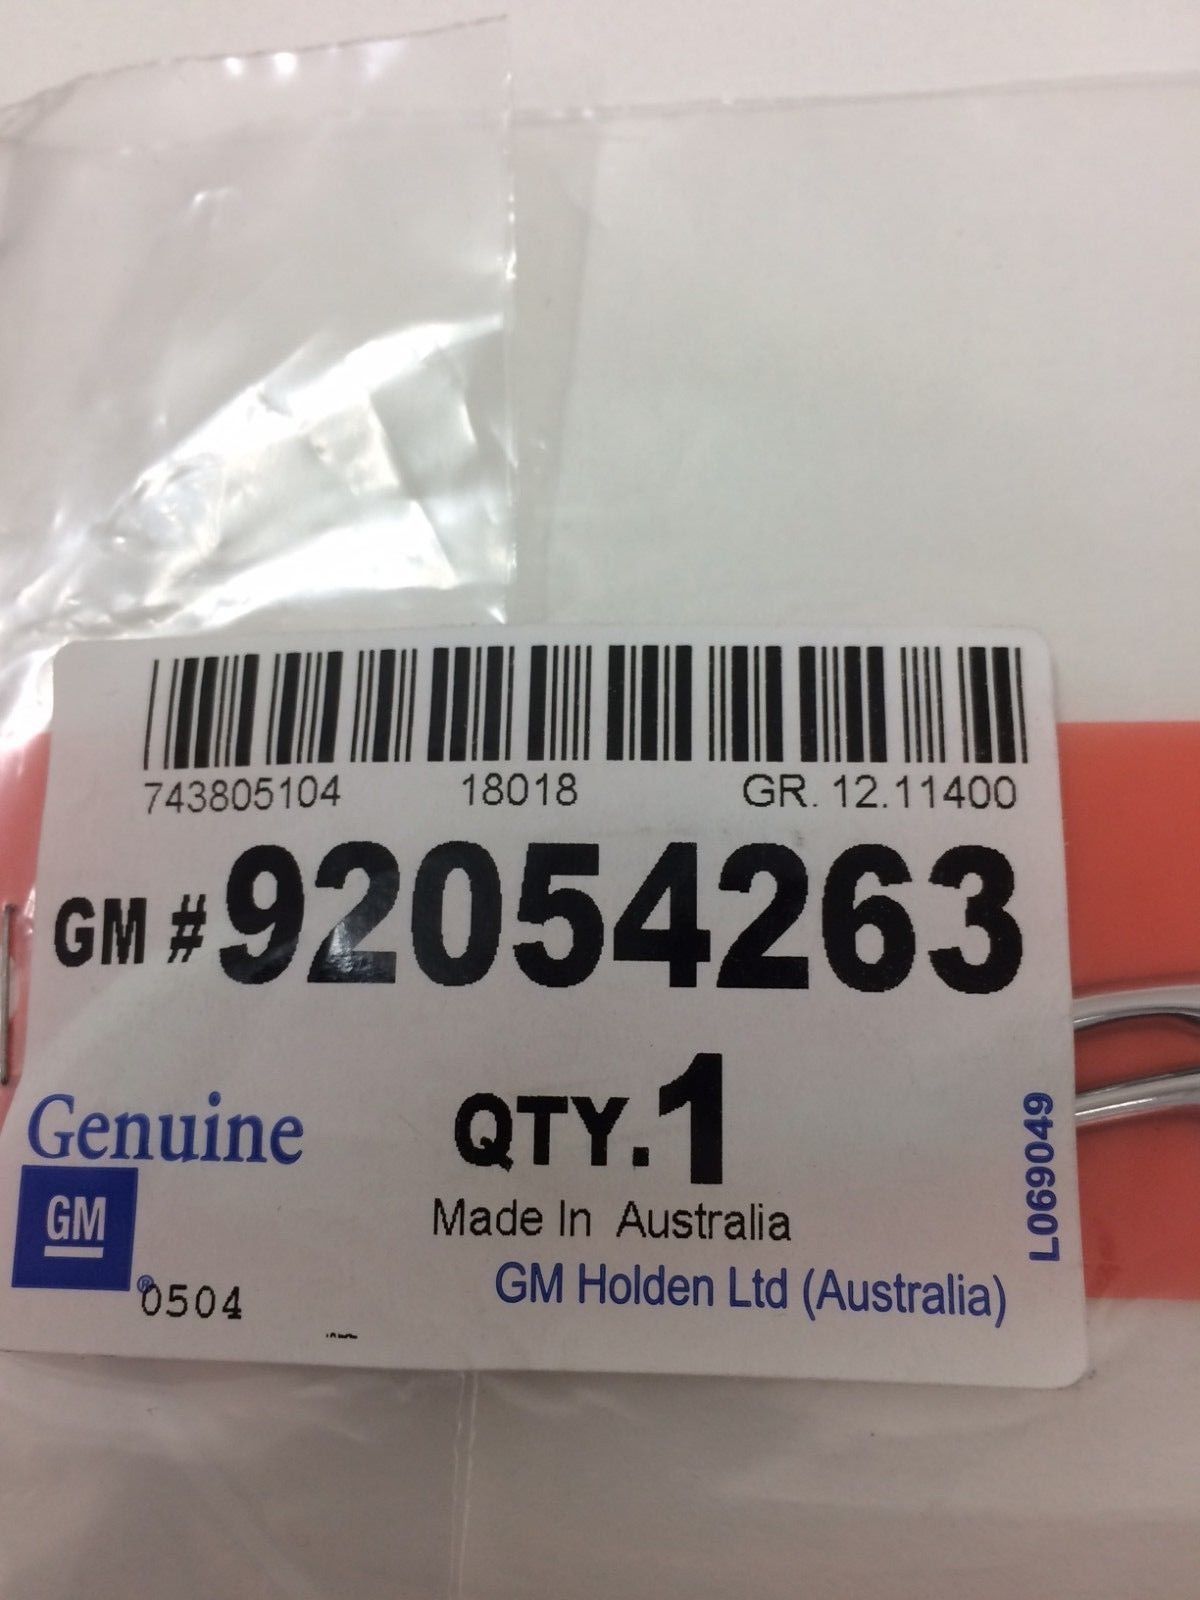 743805104 18018 GR. 12.11400
GM # 92054263
Genuine
QTY.1
GM
Made In Australia
GM Holden Ltd (Australia)
®
0504
L069049